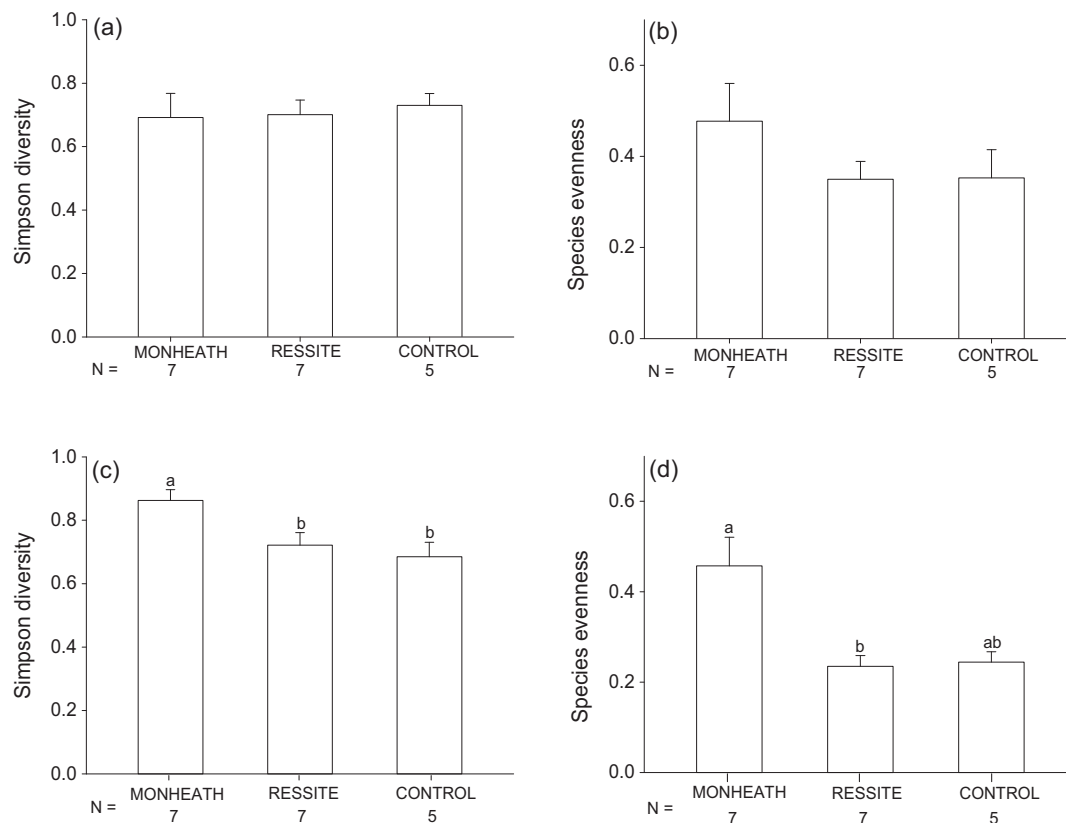 (a)
Simpson diversity
1.0
0.8
0.6
0.4
0.2
0.0
MONHEATH RESSITE CONTROL
N = 7 7 5
(b)
Species evenness
0.6
0.4
0.2
0.0
MONHEATH RESSITE CONTROL
N = 7 7 5
(c)
Simpson diversity
1.0
0.8
0.6
0.4
0.2
0.0
a b b
MONHEATH RESSITE CONTROL
N = 7 7 5
(d)
Species evenness
0.6
0.4
0.2
0.0
a b ab
MONHEATH RESSITE CONTROL
N = 7 7 5